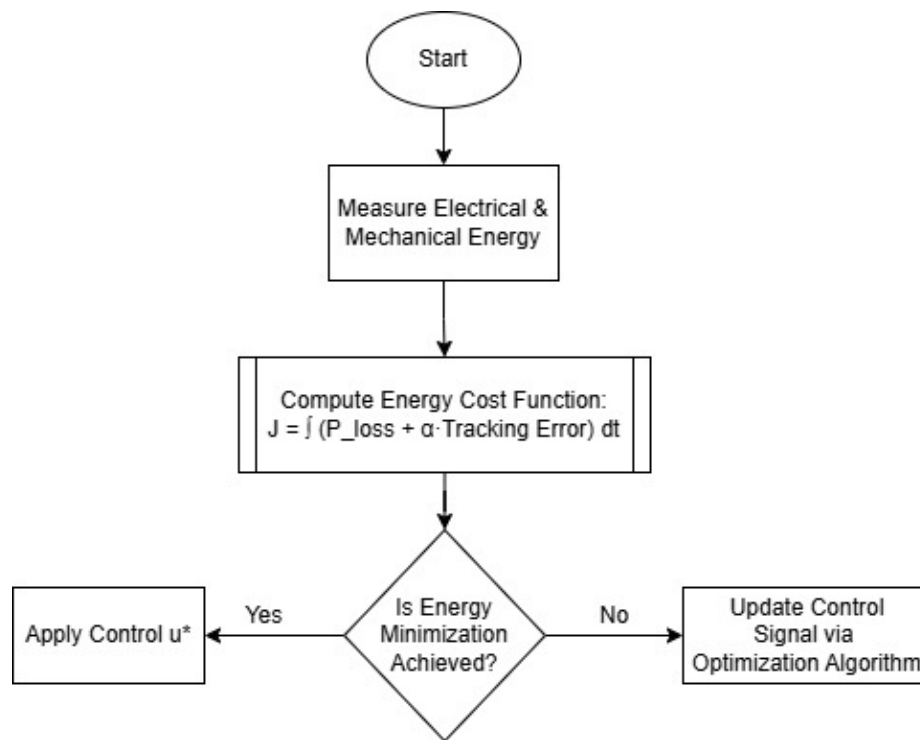 Start
Measure Electrical &
Mechanical Energy
Compute Energy Cost Function:
J = ∫ (P_loss + α·Tracking Error) dt
Is Energy
Minimization
Achieved?
Yes
No
Apply Control u*
Update Control
Signal via
Optimization Algorithm